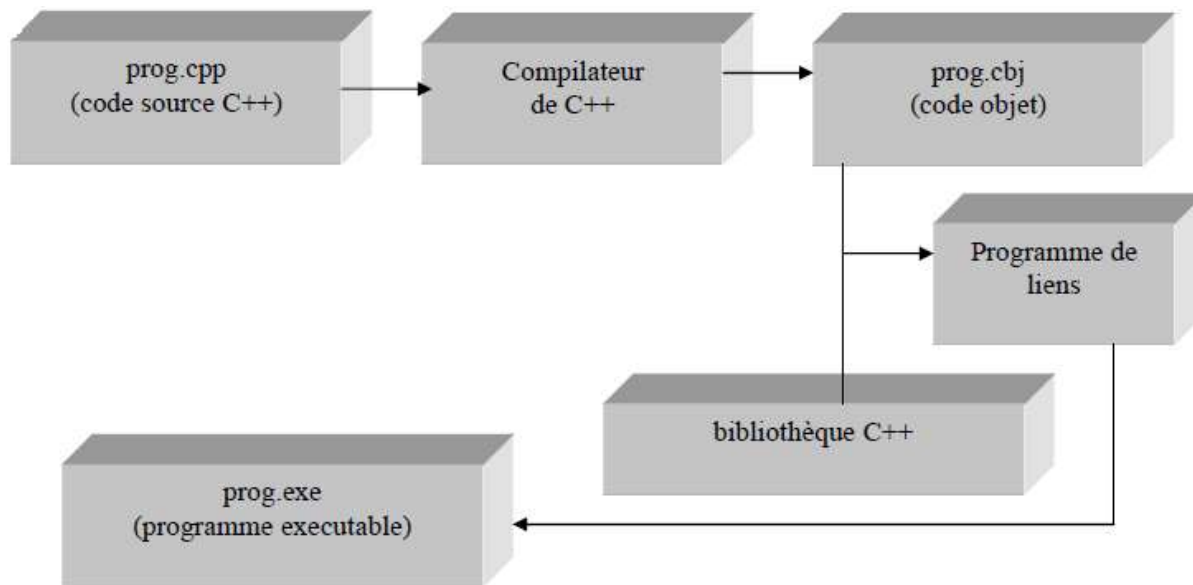 prog.cpp
(code source C++)
Compilateur
de C++
prog.cbj
(code objet)
Programme de
liens
bibliothèque C++
prog.exe
(programme executable)